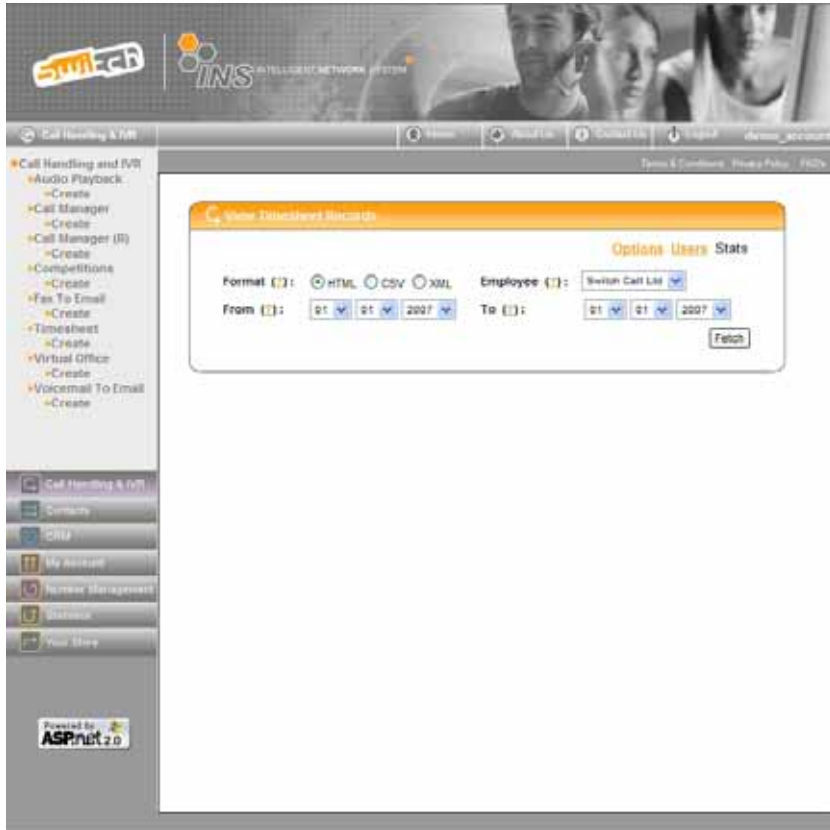 switch
INS INTELLIGENT NETWORK SYSTEM
Call Handling & IVR
Home About Us Contact Us Logout demo_account
Terms & Conditions Privacy Policy FAQ's
Call Handling and IVR
Audio Playback
Create
Call Manager
Create
Call Manager (R)
Create
Competitions
Create
Fax To Email
Create
Timesheet
Create
Virtual Office
Create
Voicemail To Email
Create
View Timesheet Records
Options Users Stats
Format (?): HTML CSV XML Employee (?): Switch Call Ltd
From (?): 01 01 2007 To (?): 01 01 2007
Fetch
Call Handling & IVR
Contacts
CRM
My Account
Number Management
Statistics
Your Store
Powered by
ASP.net 2.0